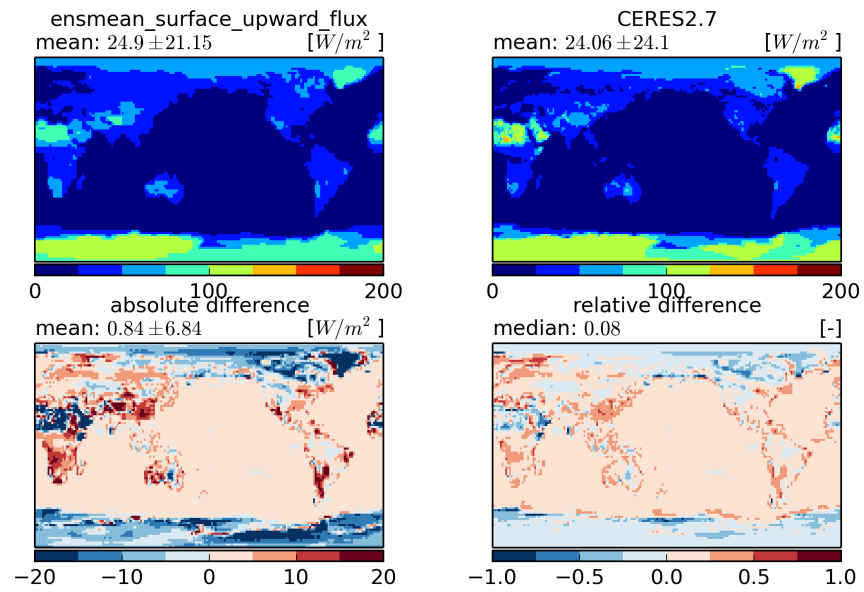 ensmean_surface_upward_flux
mean: 24.9±21.15 [W/m²]
CERES2.7
mean: 24.06±24.1 [W/m²]
0 100 200
0 100 200
absolute difference
mean: 0.84±6.84 [W/m²]
relative difference
median: 0.08 [-]
−20 −10 0 10 20
−1.0 −0.5 0.0 0.5 1.0